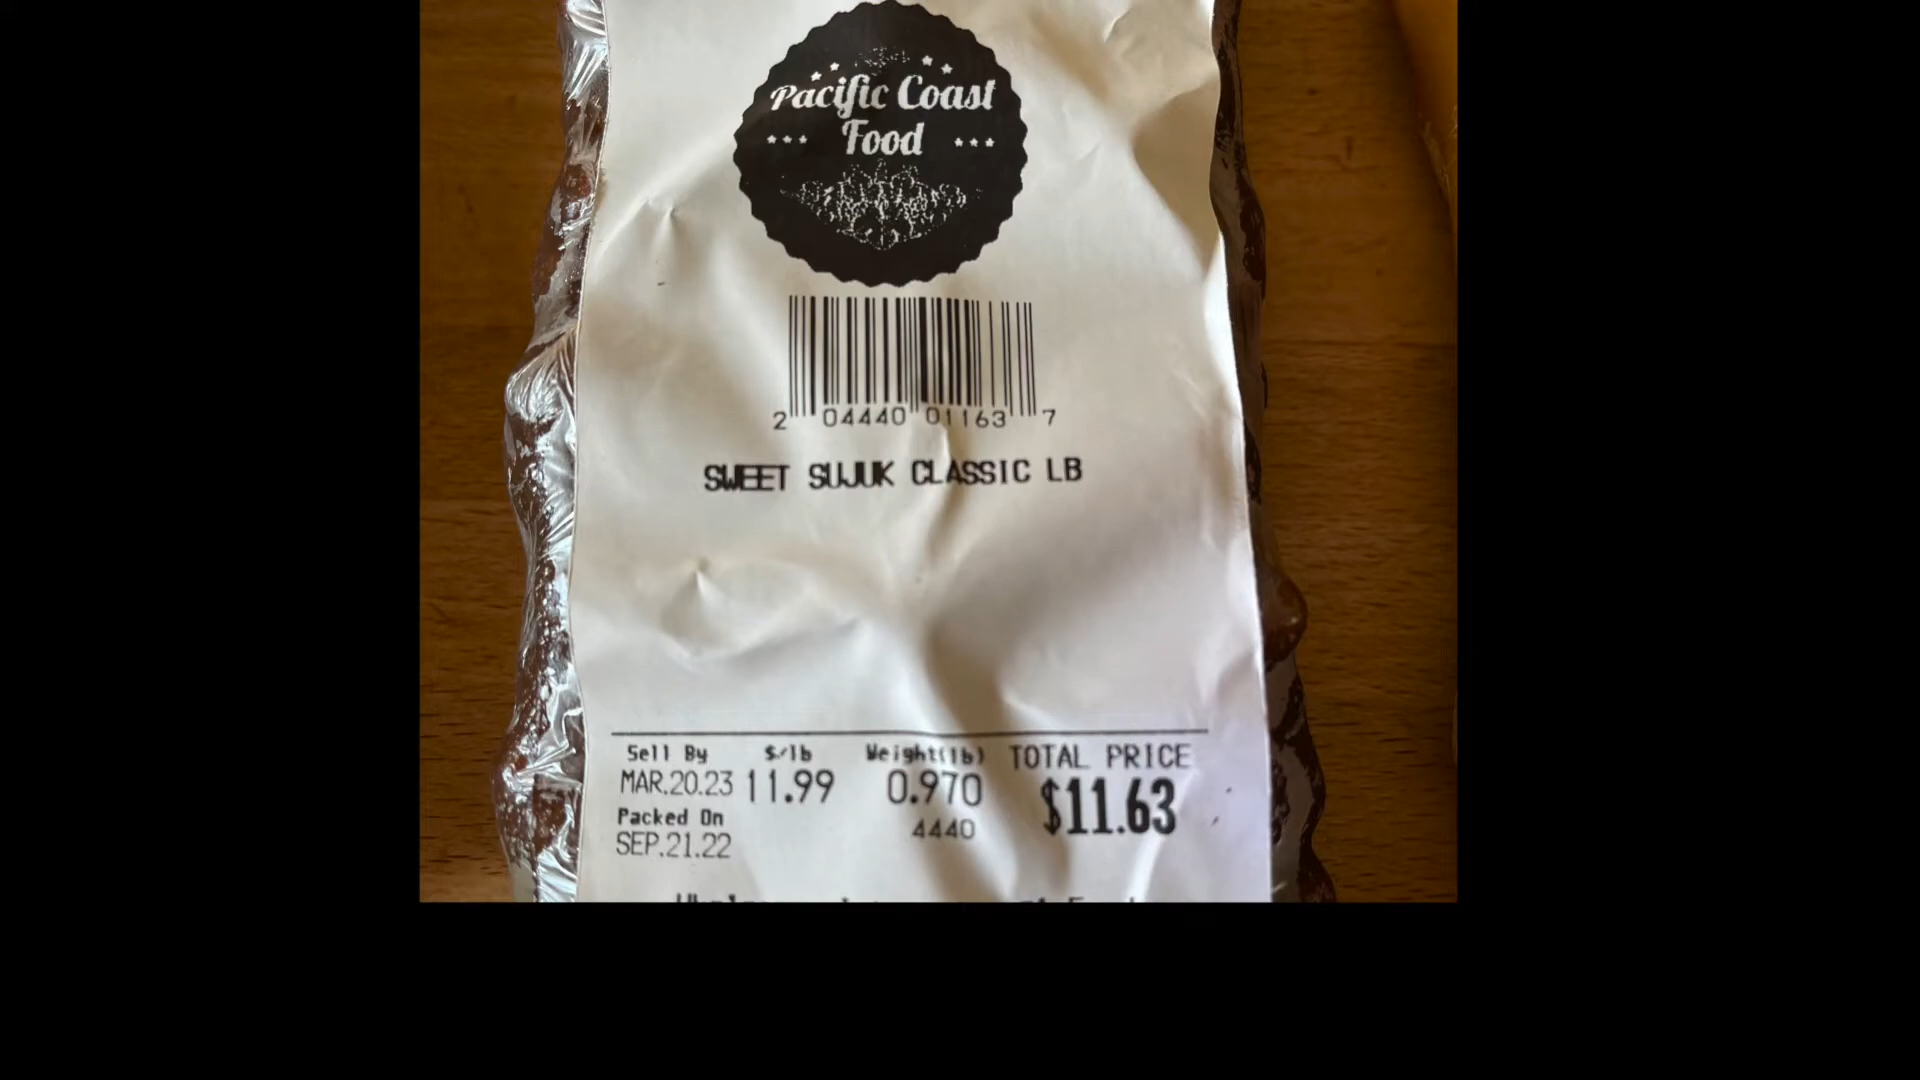 Pacific Coast
Food
2 04440 01163 7
SWEET SUJUK CLASSIC LB
Sell By $/lb Weight(lb) TOTAL PRICE
MAR.20.23 11.99 0.970 $11.63
Packed On 4440
SEP.21.22